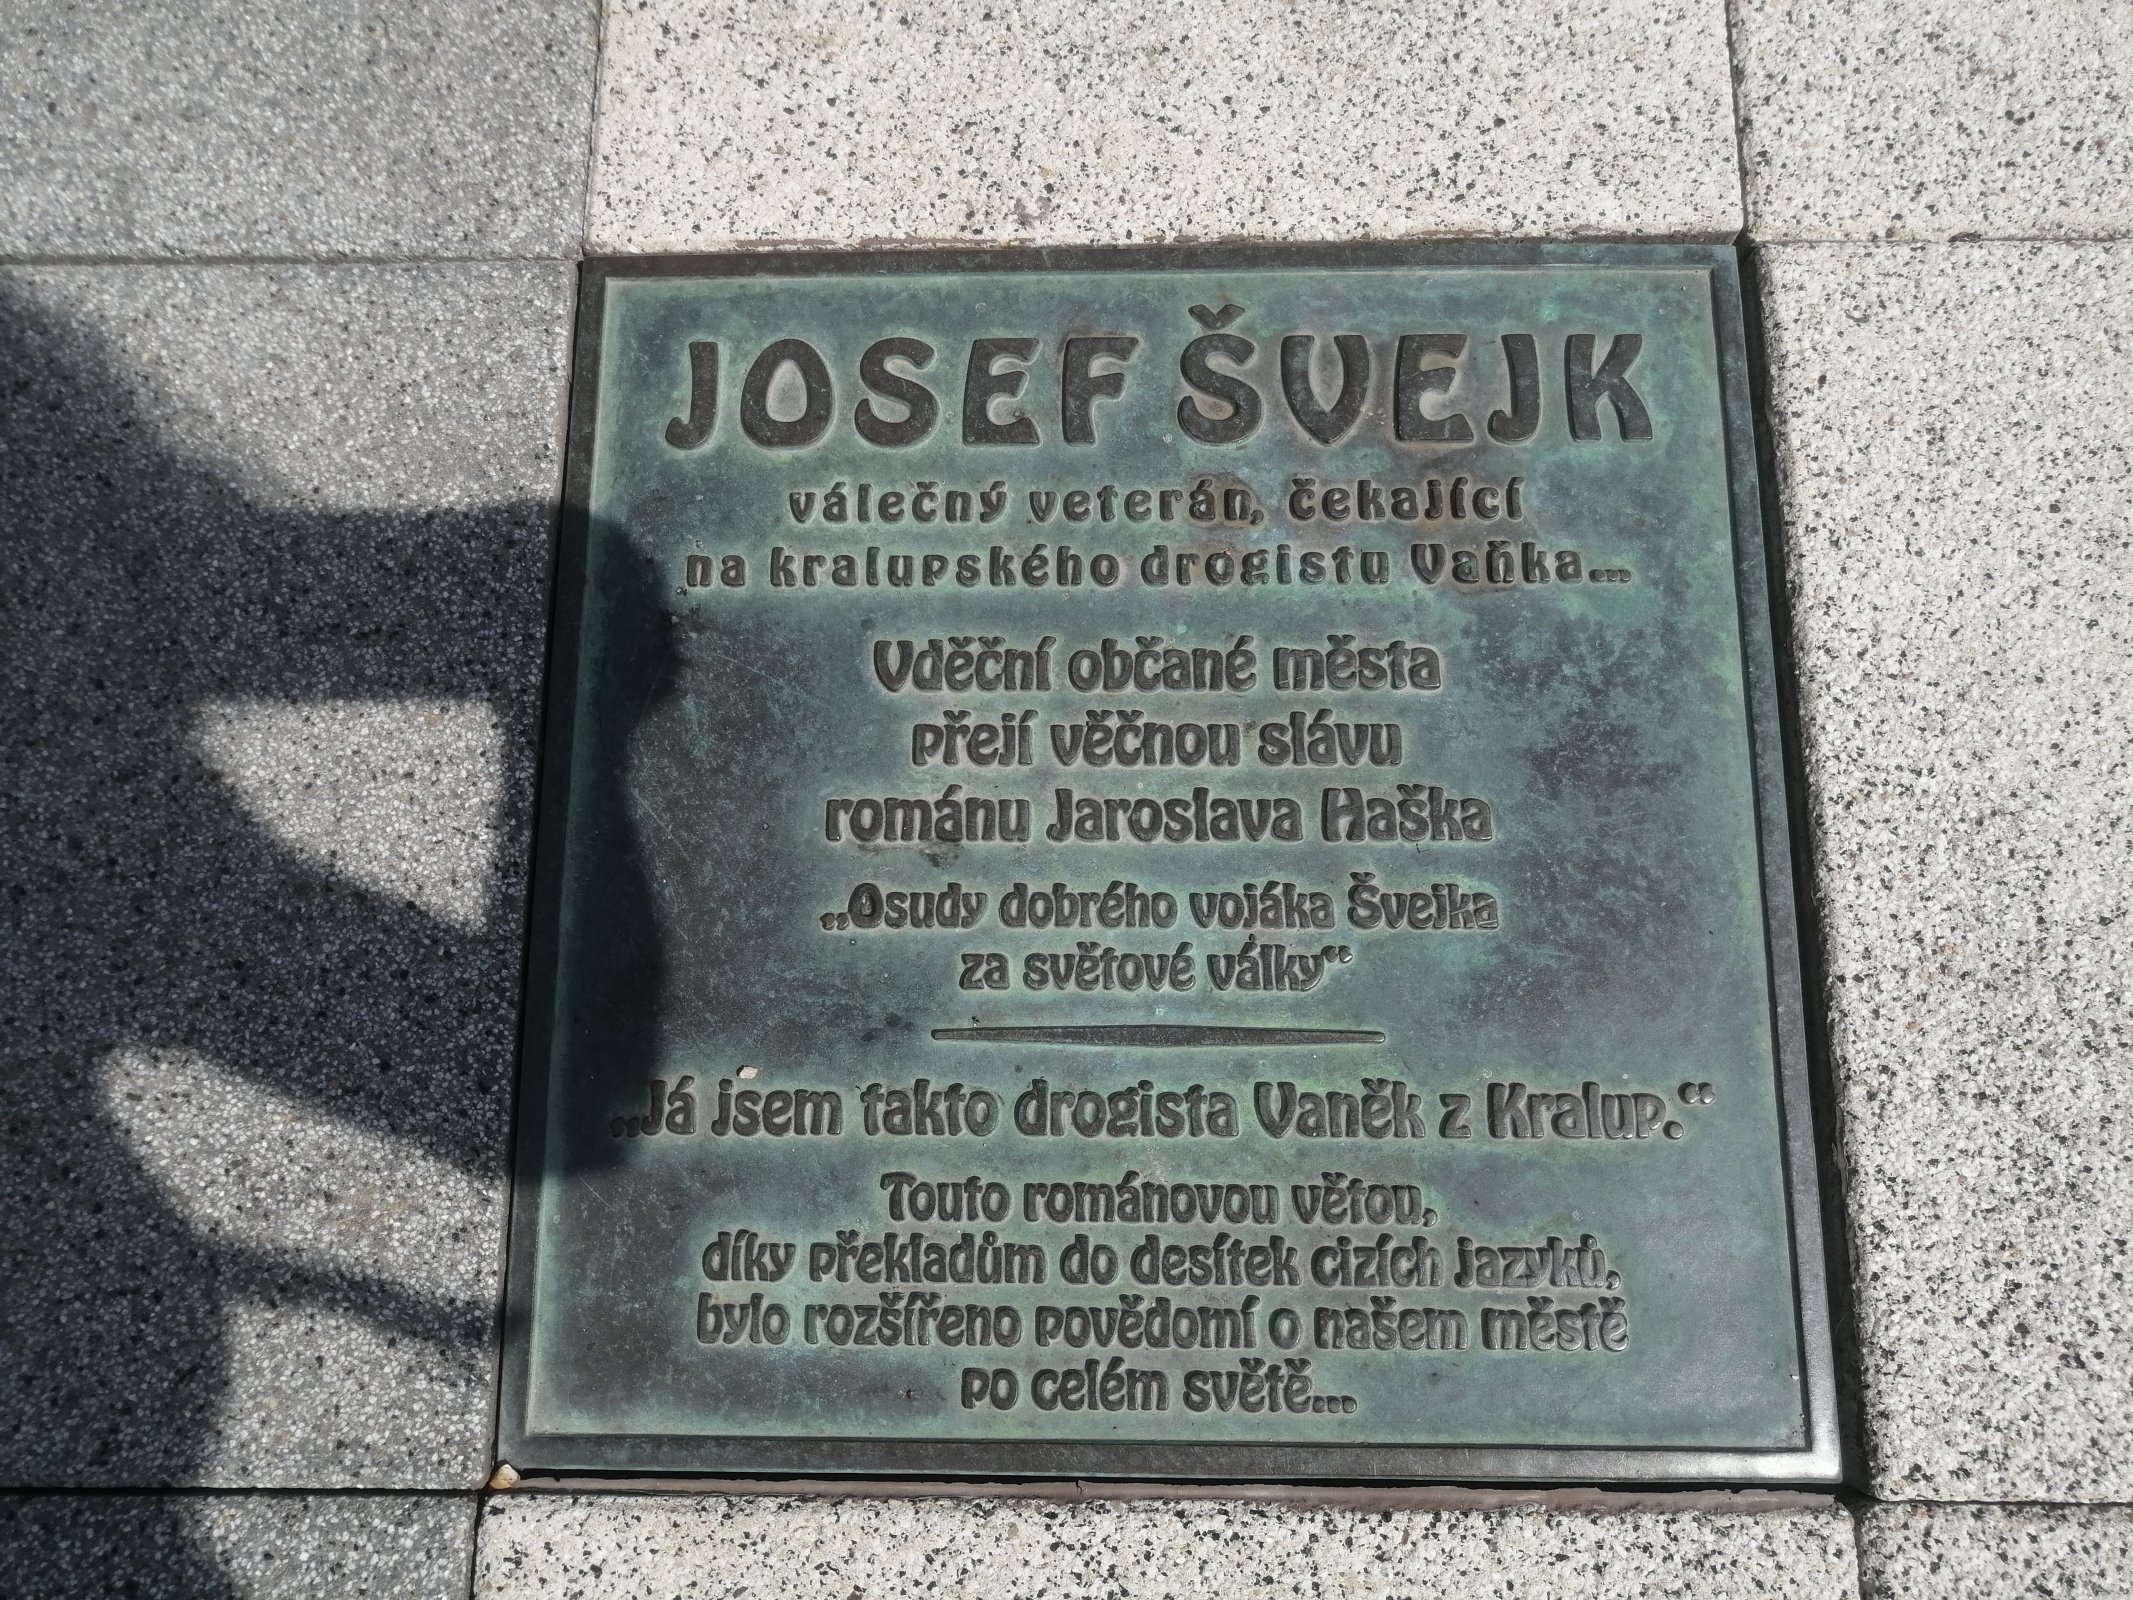 JOSEF ŠVEJK
válečný veterán, čekající
na kralupského drogistu Vaňka...
Vděční občané města
přejí věčnou slávu
románu Jaroslava Haška
„Osudy dobrého vojáka Švejka
za světové války“
„Já jsem takto drogista Vaněk z Kralup.“
Touto románovou větou,
díky překladům do desítek cizích jazyků,
bylo rozšířeno povědomí o našem městě
po celém světě...